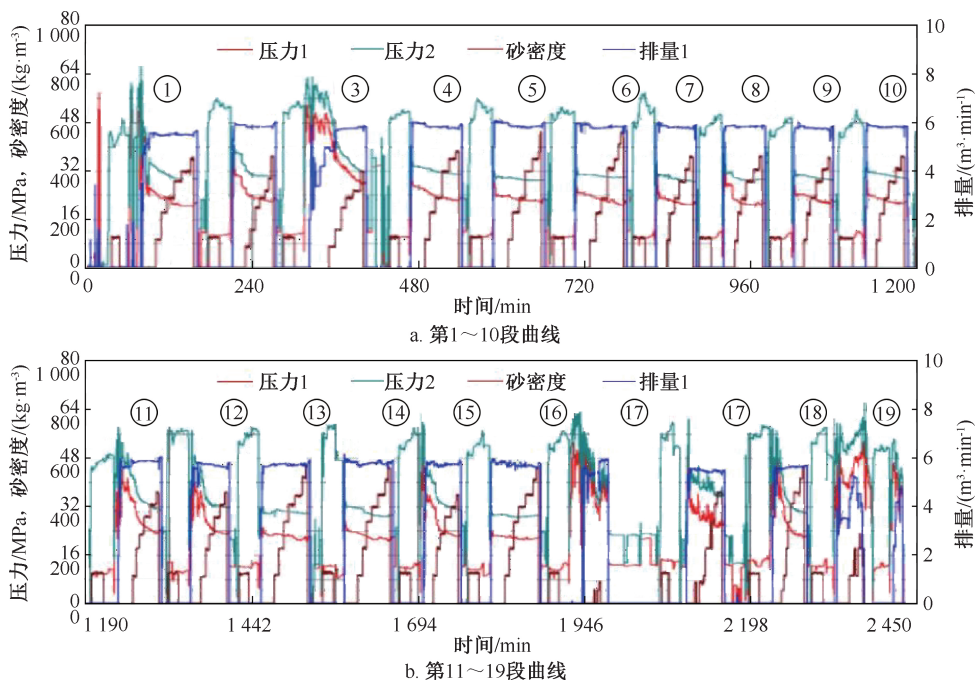 80 10
1 000
压力1 压力2 砂密度 排量1
64 8
800
① ③ ④ ⑤ ⑥ ⑦ ⑧ ⑨ ⑩
48 6
600
32 4
400
16 2
200
0 0
0
压力/MPa，砂密度/(kg·m⁻³)
排量/(m³·min⁻¹)
0 240 480 720 960 1 200
时间/min
a. 第1～10段曲线
80 10
1 000
压力1 压力2 砂密度 排量1
64 8
800
⑪ ⑫ ⑬ ⑭ ⑮ ⑯ ⑰ ⑰ ⑱ ⑲
48 6
600
32 4
400
16 2
200
0 0
0
压力/MPa，砂密度/(kg·m⁻³)
排量/(m³·min⁻¹)
1 190 1 442 1 694 1 946 2 198 2 450
时间/min
b. 第11～19段曲线